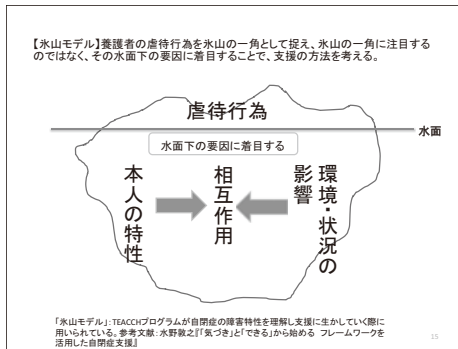 【氷山モデル】養護者の虐待行為を氷山の一角として捉え、氷山の一角に注目する
のではなく、その水面下の要因に着目することで、支援の方法を考える。
虐待行為
水面
水面下の要因に着目する
本人の特性
相互作用
環境・状況の
影響
「氷山モデル」：TEACCHプログラムが自閉症の障害特性を理解し支援に生かしていく際に
用いられている。参考文献：水野敦之『「気づき」と「できる」から始める フレームワークを
活用した自閉症支援』
15